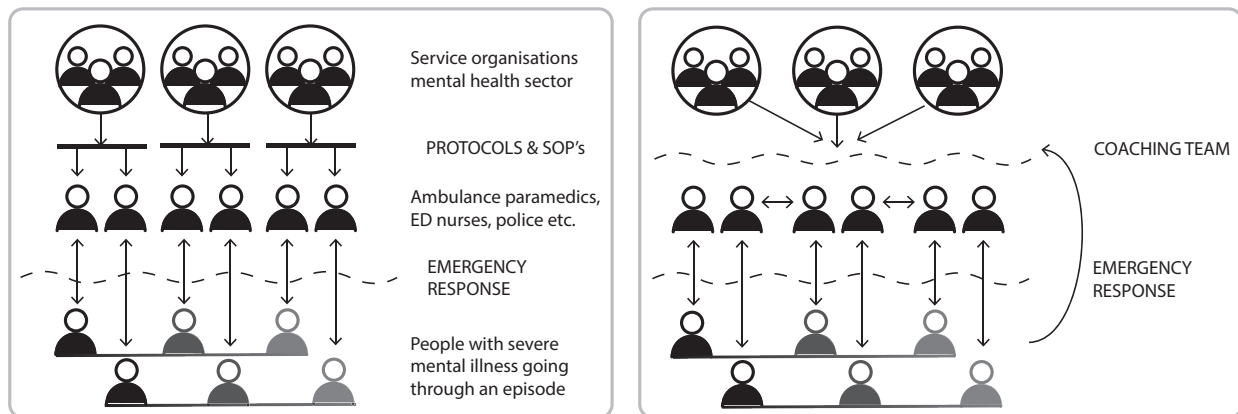 Service organisations
mental health sector
PROTOCOLS & SOP's
Ambulance paramedics,
ED nurses, police etc.
EMERGENCY
RESPONSE
People with severe
mental illness going
through an episode
COACHING TEAM
EMERGENCY
RESPONSE